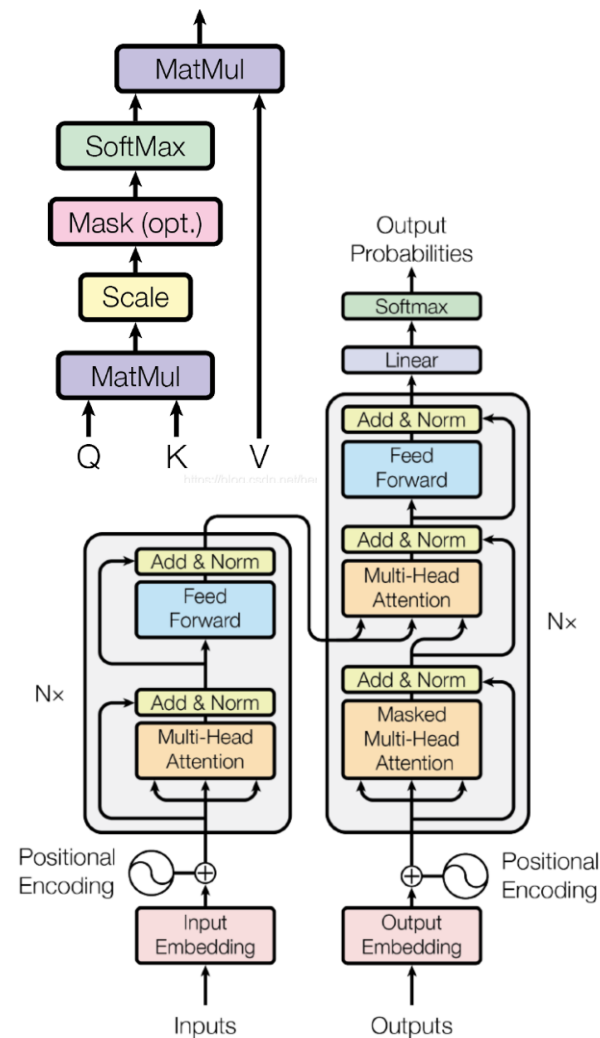 MatMul
SoftMax
Mask (opt.)
Scale
MatMul
Q K V
Output
Probabilities
Softmax
Linear
Add & Norm
Feed
Forward
Add & Norm
Multi-Head
Attention
Nx
Add & Norm
Masked
Multi-Head
Attention
Add & Norm
Feed
Forward
Nx
Add & Norm
Multi-Head
Attention
Positional
Encoding
Positional
Encoding
Input
Embedding
Output
Embedding
Inputs
Outputs